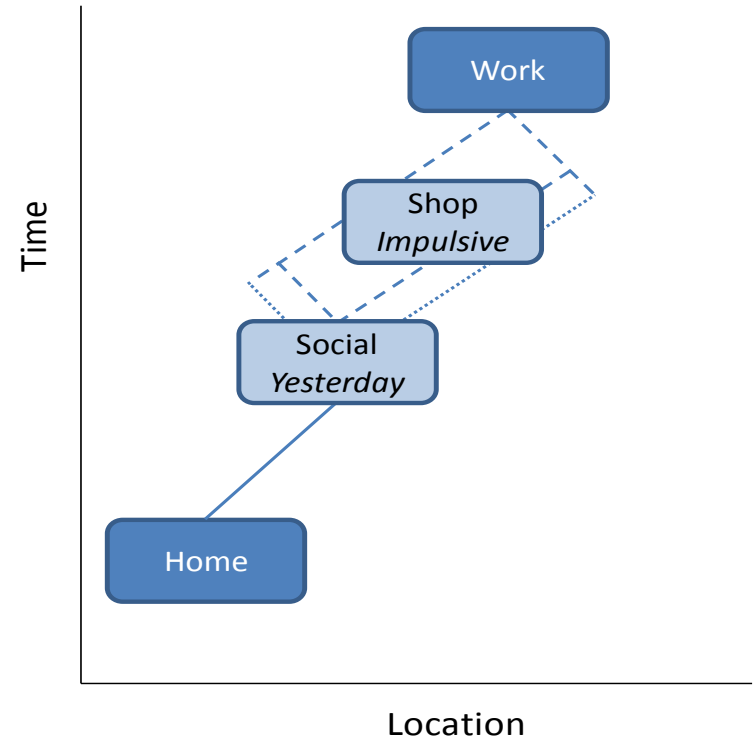 Work
Shop
Impulsive
Time
Social
Yesterday
Home
Location